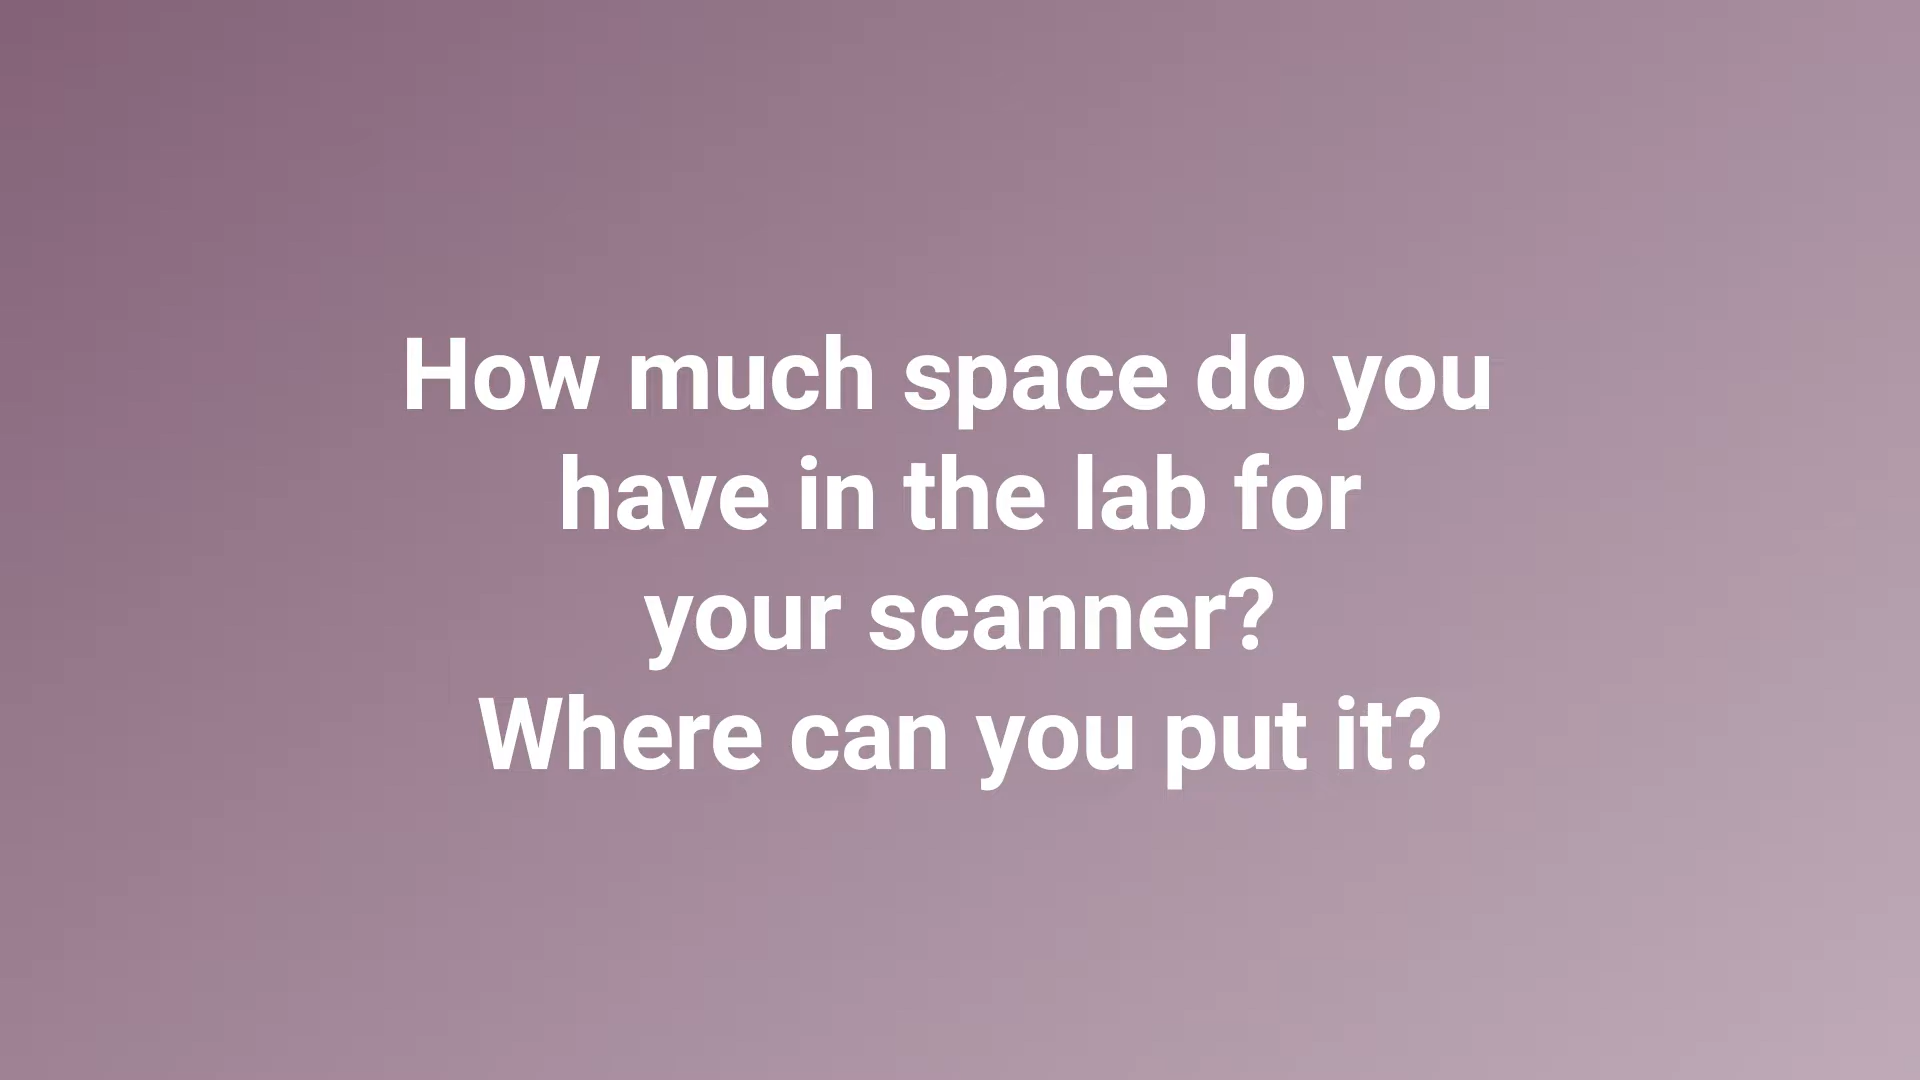 How much space do you
have in the lab for
your scanner?
Where can you put it?